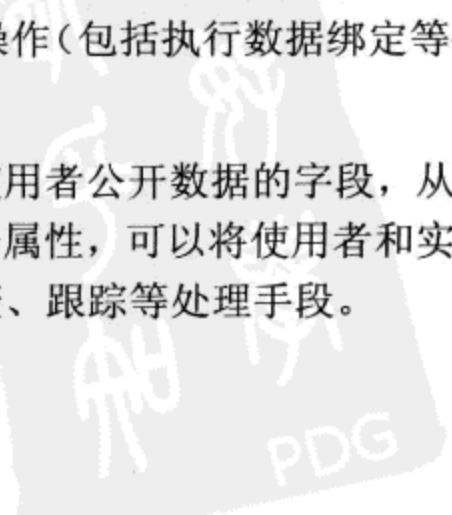 操作(包括执行数据绑定等
使用者公开数据的字段，从
属性，可以将使用者和实
、跟踪等处理手段。
PDG